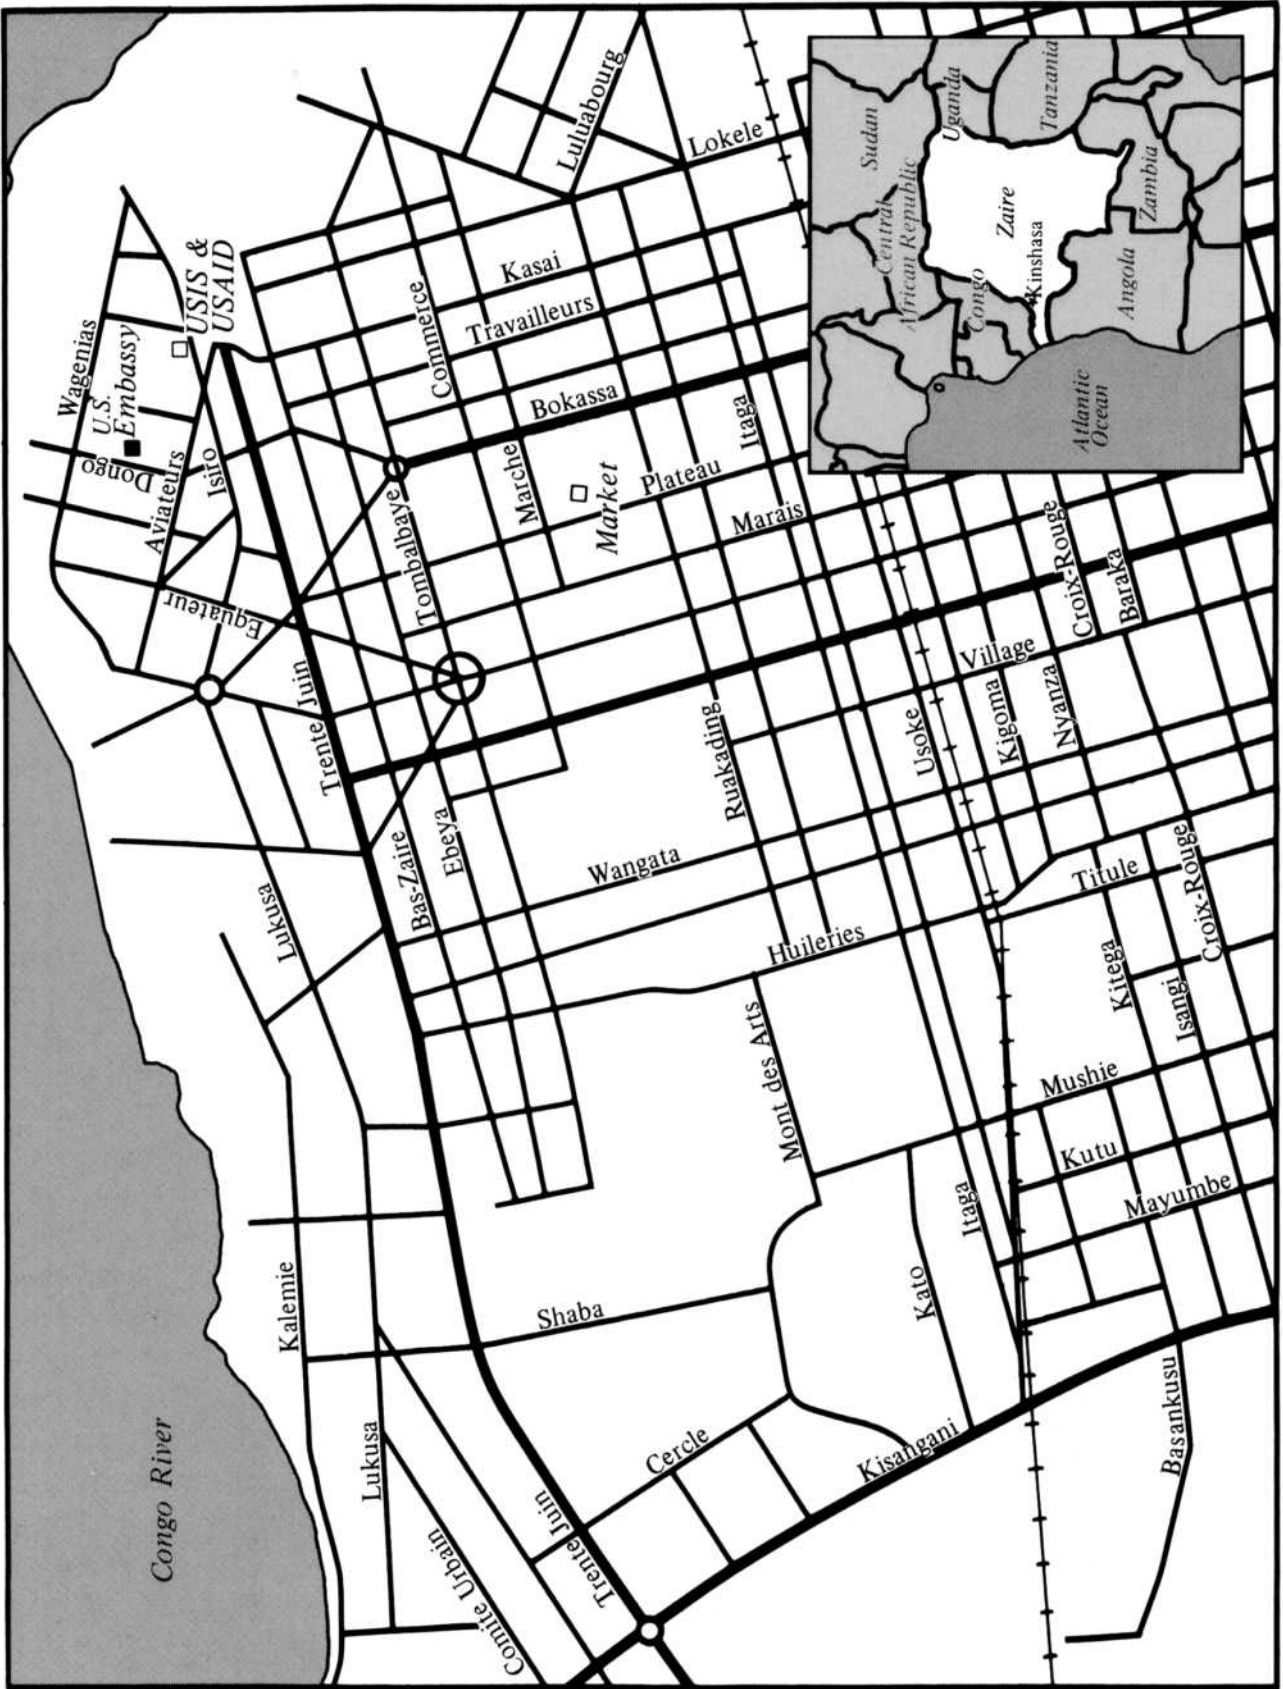 Congo River
Wagenias
U.S.
Embassy
USIS &
USAID
Dongo
Aviateurs
Isiro
Equateur
Trente Juin
Lukusa
Kalemie
Lukusa
Comite Urbain
Trente Juin
Cercle
Kisangani
Shaba
Bas-Zaire
Ebeya
Tombalbaye
Commerce
Marche
Market
Kasai
Travailleurs
Bokassa
Plateau
Itaga
Marais
Luluabourg
Lokele
Wangata
Ruakading
Huileries
Mont des Arts
Usoke
Village
Kigoma
Nyanza
Croix-Rouge
Baraka
Titule
Croix-Rouge
Kitega
Isangi
Mushie
Kutu
Mayumbe
Itaga
Kato
Basankusu
Sudan
Central
African Republic
Uganda
Tanzania
Zaire
Kinshasa
Congo
Zambia
Angola
Atlantic
Ocean